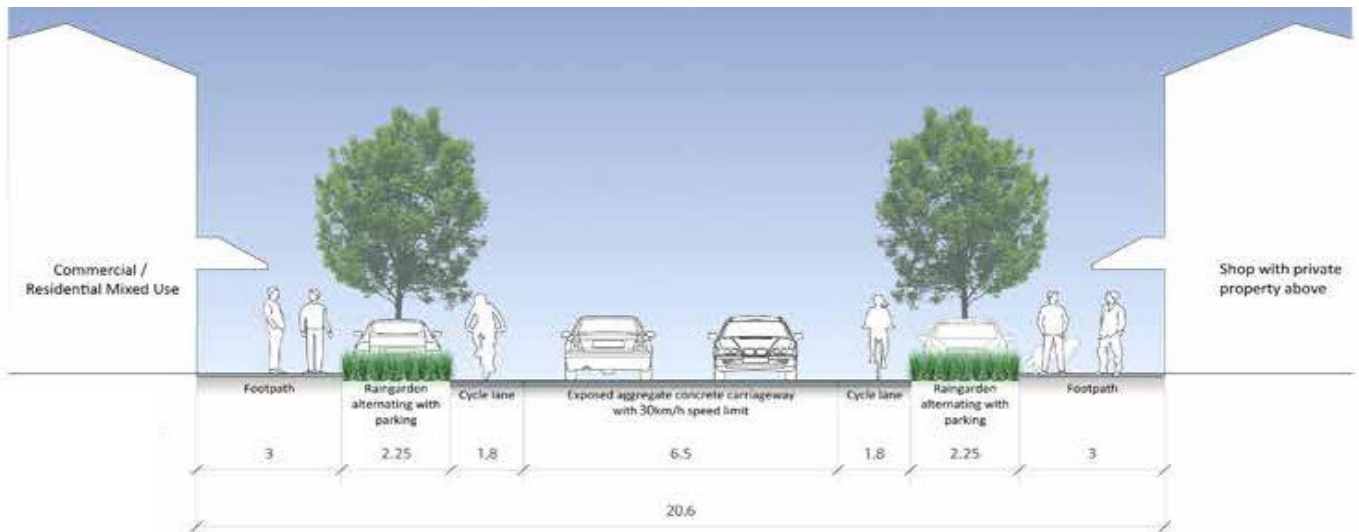 Commercial /
Residential Mixed Use
Shop with private
property above
Footpath
Raingarden
alternating with
parking
Cycle lane
Exposed aggregate concrete carriageway
with 30km/h speed limit
Cycle lane
Raingarden
alternating with
parking
Footpath
3
2.25
1.8
6.5
1.8
2.25
3
20.6